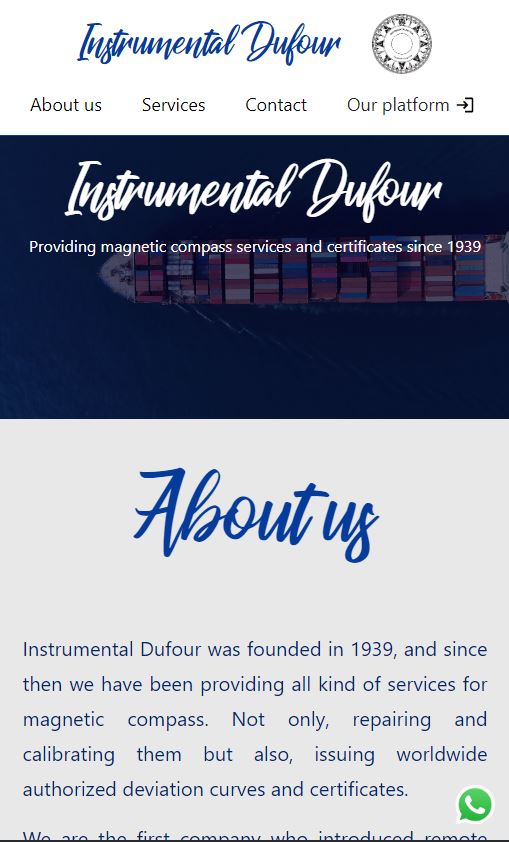 Instrumental Dufour
About us Services Contact Our platform
Instrumental Dufour
Providing magnetic compass services and certificates since 1939
About us
Instrumental Dufour was founded in 1939, and since
then we have been providing all kind of services for
magnetic compass. Not only, repairing and
calibrating them but also, issuing worldwide
authorized deviation curves and certificates.
We are the first company who introduced remote